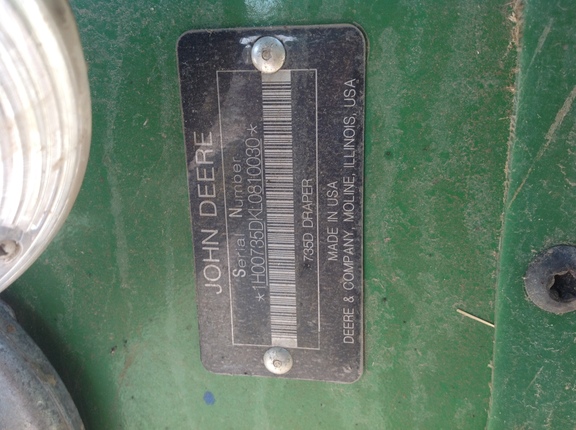 JOHN DEERE
Serial Number
*1H00735DKL0810030*
735D DRAPER
MADE IN USA
DEERE & COMPANY, MOLINE, ILLINOIS, USA